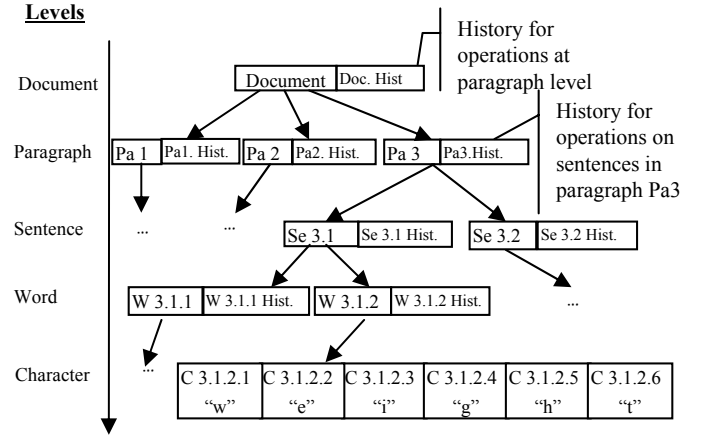 Levels
History for
operations at
paragraph level
Document
Document Doc. Hist
History for
operations on
sentences in
paragraph Pa3
Paragraph
Pa 1 Pa1. Hist. Pa 2 Pa2. Hist. Pa 3 Pa3.Hist.
... ...
Sentence
Se 3.1 Se 3.1 Hist. Se 3.2 Se 3.2 Hist.
Word
W 3.1.1 W 3.1.1 Hist. W 3.1.2 W 3.1.2 Hist. ...
Character
...
C 3.1.2.1 C 3.1.2.2 C 3.1.2.3 C 3.1.2.4 C 3.1.2.5 C 3.1.2.6
“w” “e” “i” “g” “h” “t”